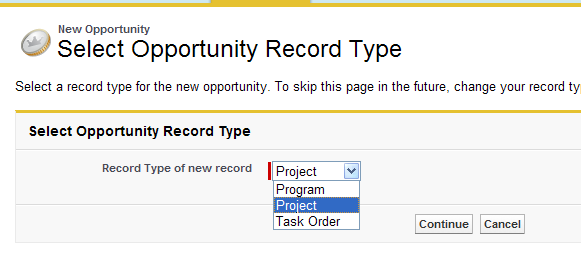 New Opportunity
Select Opportunity Record Type
Select a record type for the new opportunity. To skip this page in the future, change your record ty
Select Opportunity Record Type
Record Type of new record Project
Program
Project
Task Order
Continue Cancel